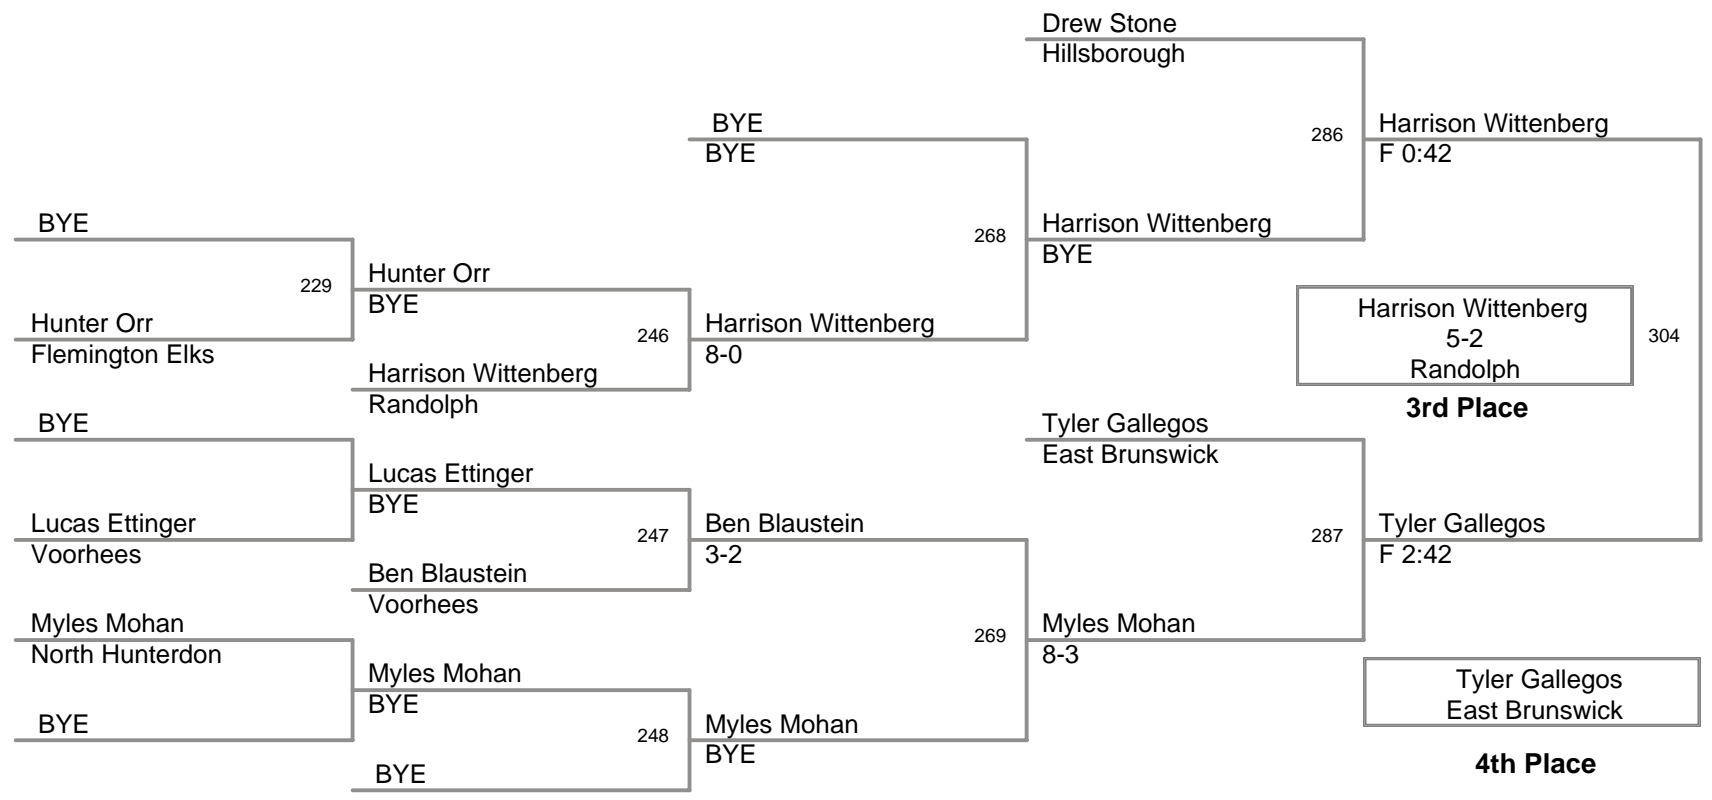 Drew Stone
Hillsborough
BYE
BYE
286
Harrison Wittenberg
F 0:42
BYE
268
Harrison Wittenberg
BYE
229
Hunter Orr
BYE
Hunter Orr
Flemington Elks
246
Harrison Wittenberg
8-0
Harrison Wittenberg
5-2
Randolph
304
3rd Place
Harrison Wittenberg
Randolph
BYE
Tyler Gallegos
East Brunswick
Lucas Ettinger
BYE
Lucas Ettinger
Voorhees
247
Ben Blaustein
3-2
287
Tyler Gallegos
F 2:42
Ben Blaustein
Voorhees
Myles Mohan
North Hunterdon
269
Myles Mohan
8-3
Myles Mohan
BYE
Tyler Gallegos
East Brunswick
BYE
248
Myles Mohan
BYE
4th Place
BYE